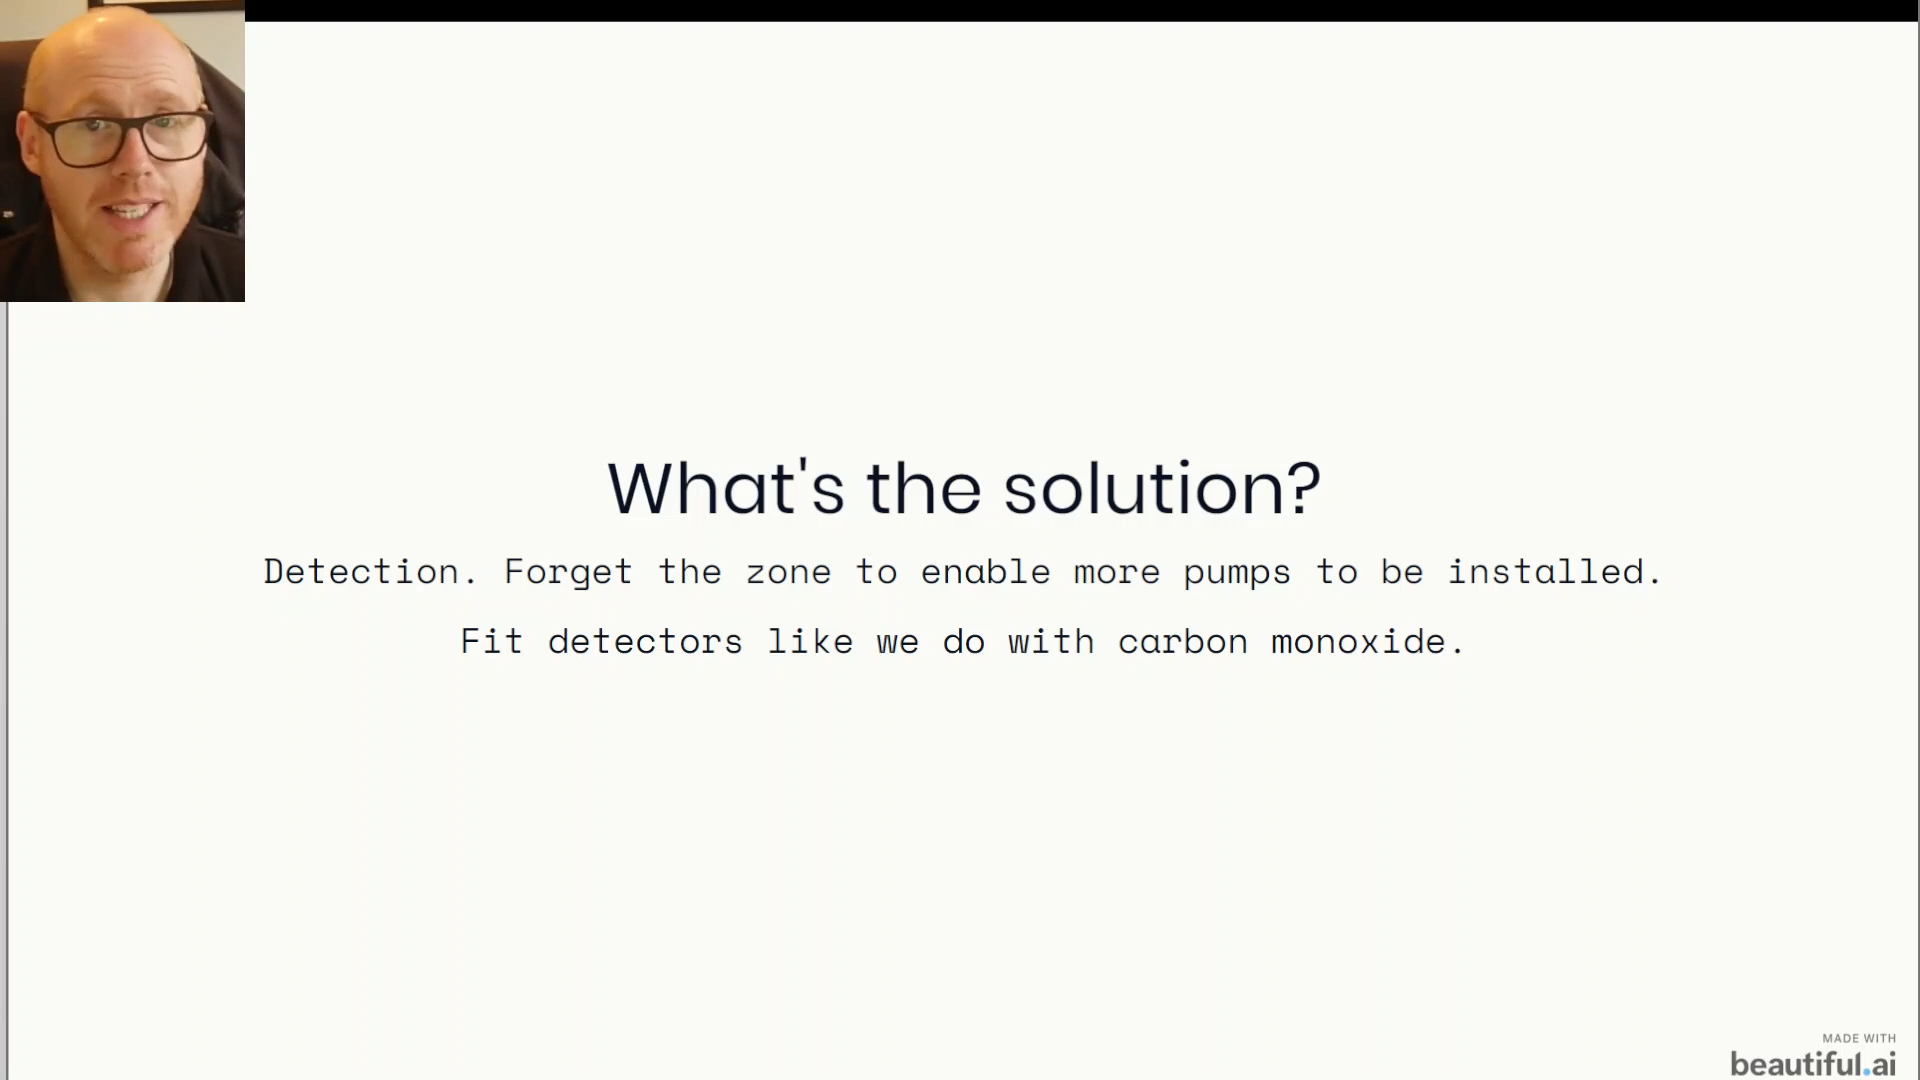 What's the solution?
Detection. Forget the zone to enable more pumps to be installed.
Fit detectors like we do with carbon monoxide.
MADE WITH
beautiful.ai